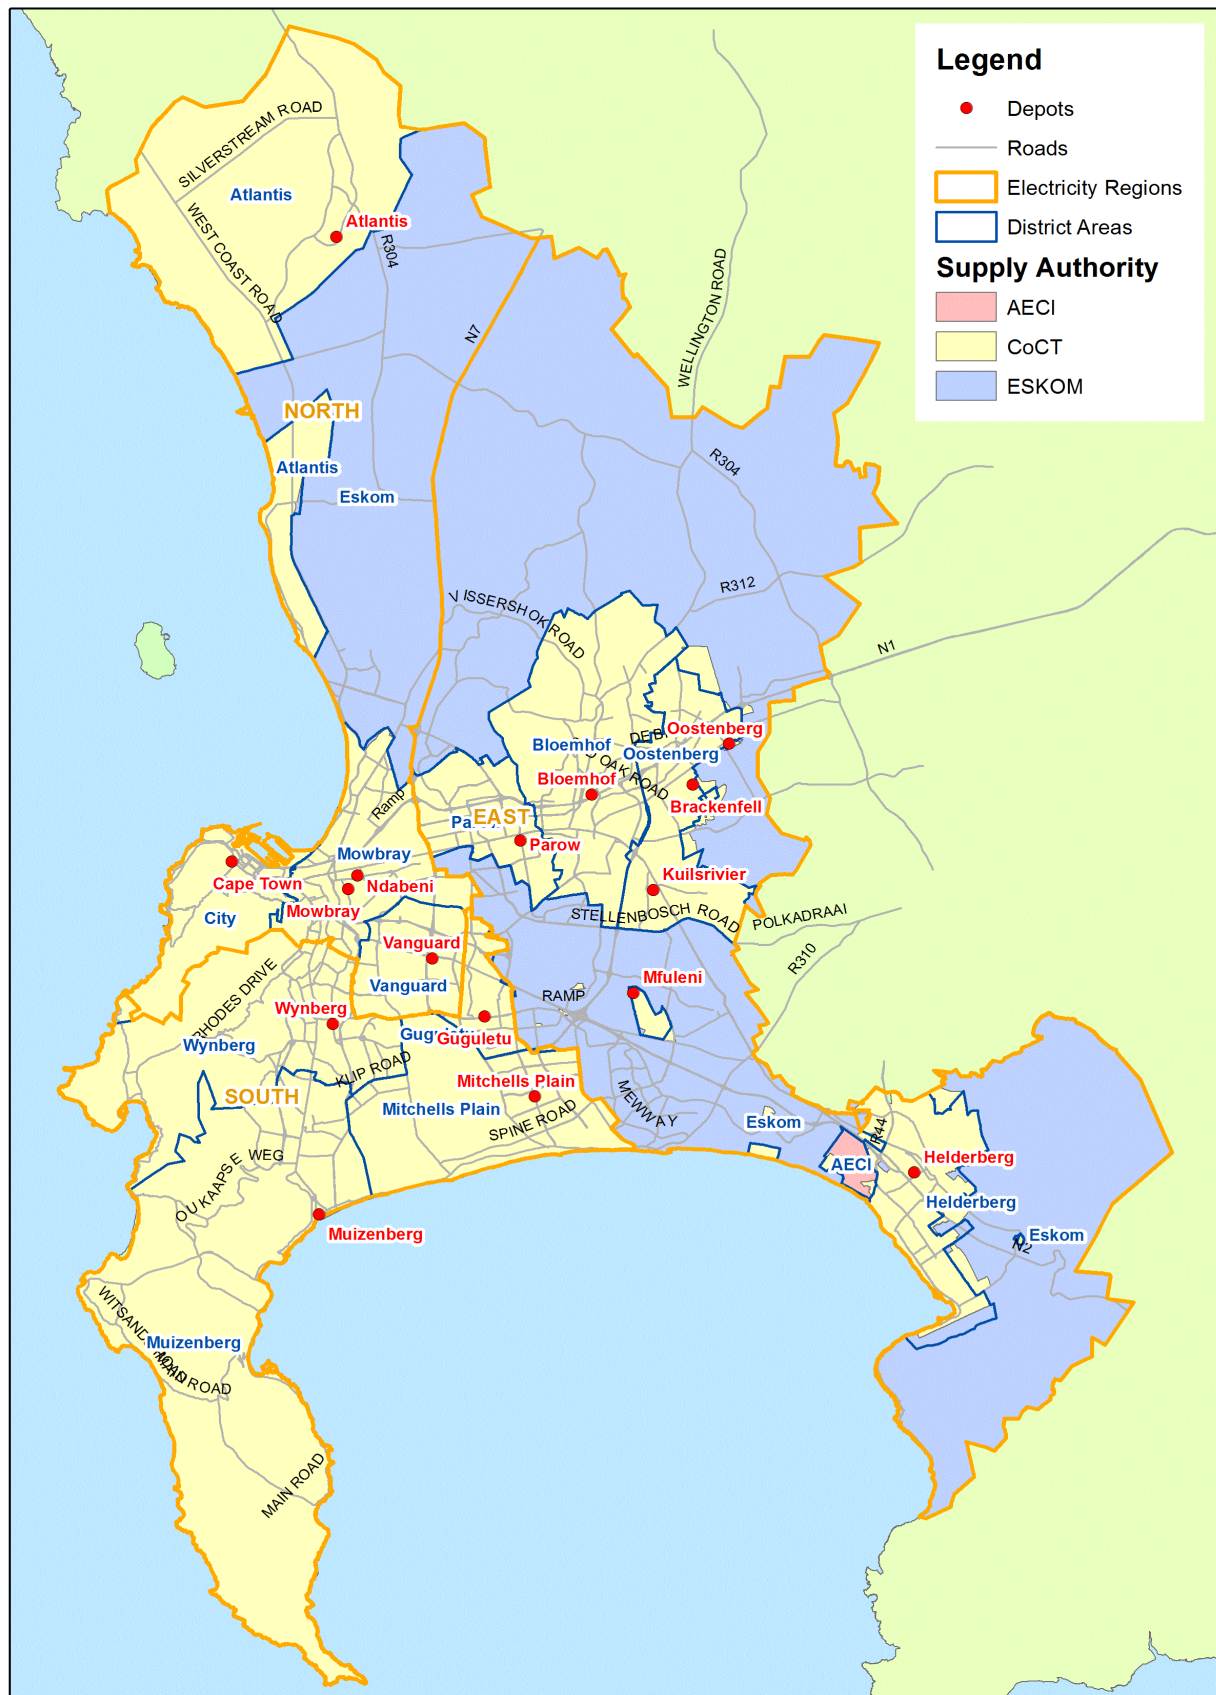 Legend
Depots
Roads
Electricity Regions
District Areas
Supply Authority
AECI
CoCT
ESKOM
SILVERSTREAM ROAD
Atlantis
Atlantis
WEST COAST ROAD
R304
N7
WELLINGTON ROAD
NORTH
Atlantis
Eskom
R304
R312
VISSERSHOK ROAD
N1
Oostenberg
Bloemhof
Oostenberg
OAK ROAD
Bloemhof
Brackenfell
Ramp
EAST
Parow
Mowbray
Kuilsrivier
Cape Town
Ndabeni
Mowbray
City
STELLENBOSCH ROAD
POLKADRAAI
Vanguard
R310
RHODES DRIVE
Vanguard
Mfuleni
RAMP
Wynberg
Wynberg
Guguletu
Guguletu
KLIP ROAD
Mitchells Plain
SOUTH
Mitchells Plain
SPINE ROAD
MEWWAY
Eskom
R44
WEG
OU KAAPSE
AECI
Helderberg
Helderberg
Muizenberg
Eskom
N2
Muizenberg
MAIN ROAD
MAIN ROAD